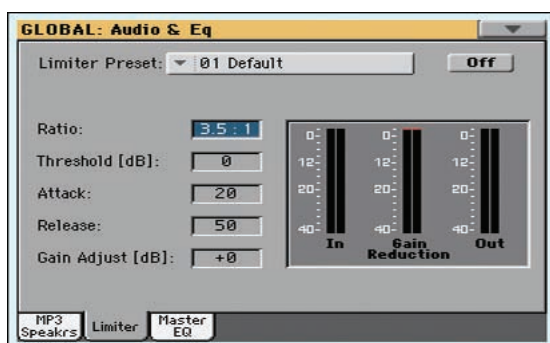 GLOBAL: Audio & Eq
Limiter Preset: 01 Default Off
Ratio: 3.5 : 1
Threshold [dB]: 0
Attack: 20
Release: 50
Gain Adjust [dB]: +0
0- 0- 0-
12- 12- 12-
20- 20- 20-
40- 40- 40-
In Gain Reduction Out
MP3 Speakrs Limiter Master EQ